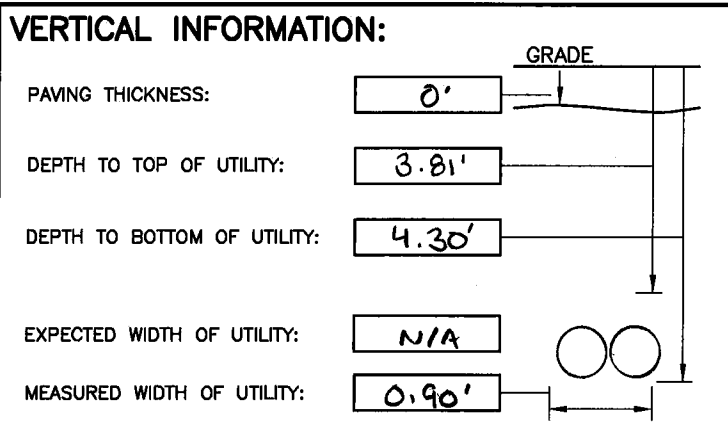 VERTICAL INFORMATION:
GRADE
PAVING THICKNESS: 0'
DEPTH TO TOP OF UTILITY: 3.81'
DEPTH TO BOTTOM OF UTILITY: 4.30'
EXPECTED WIDTH OF UTILITY: N/A
MEASURED WIDTH OF UTILITY: 0.90'